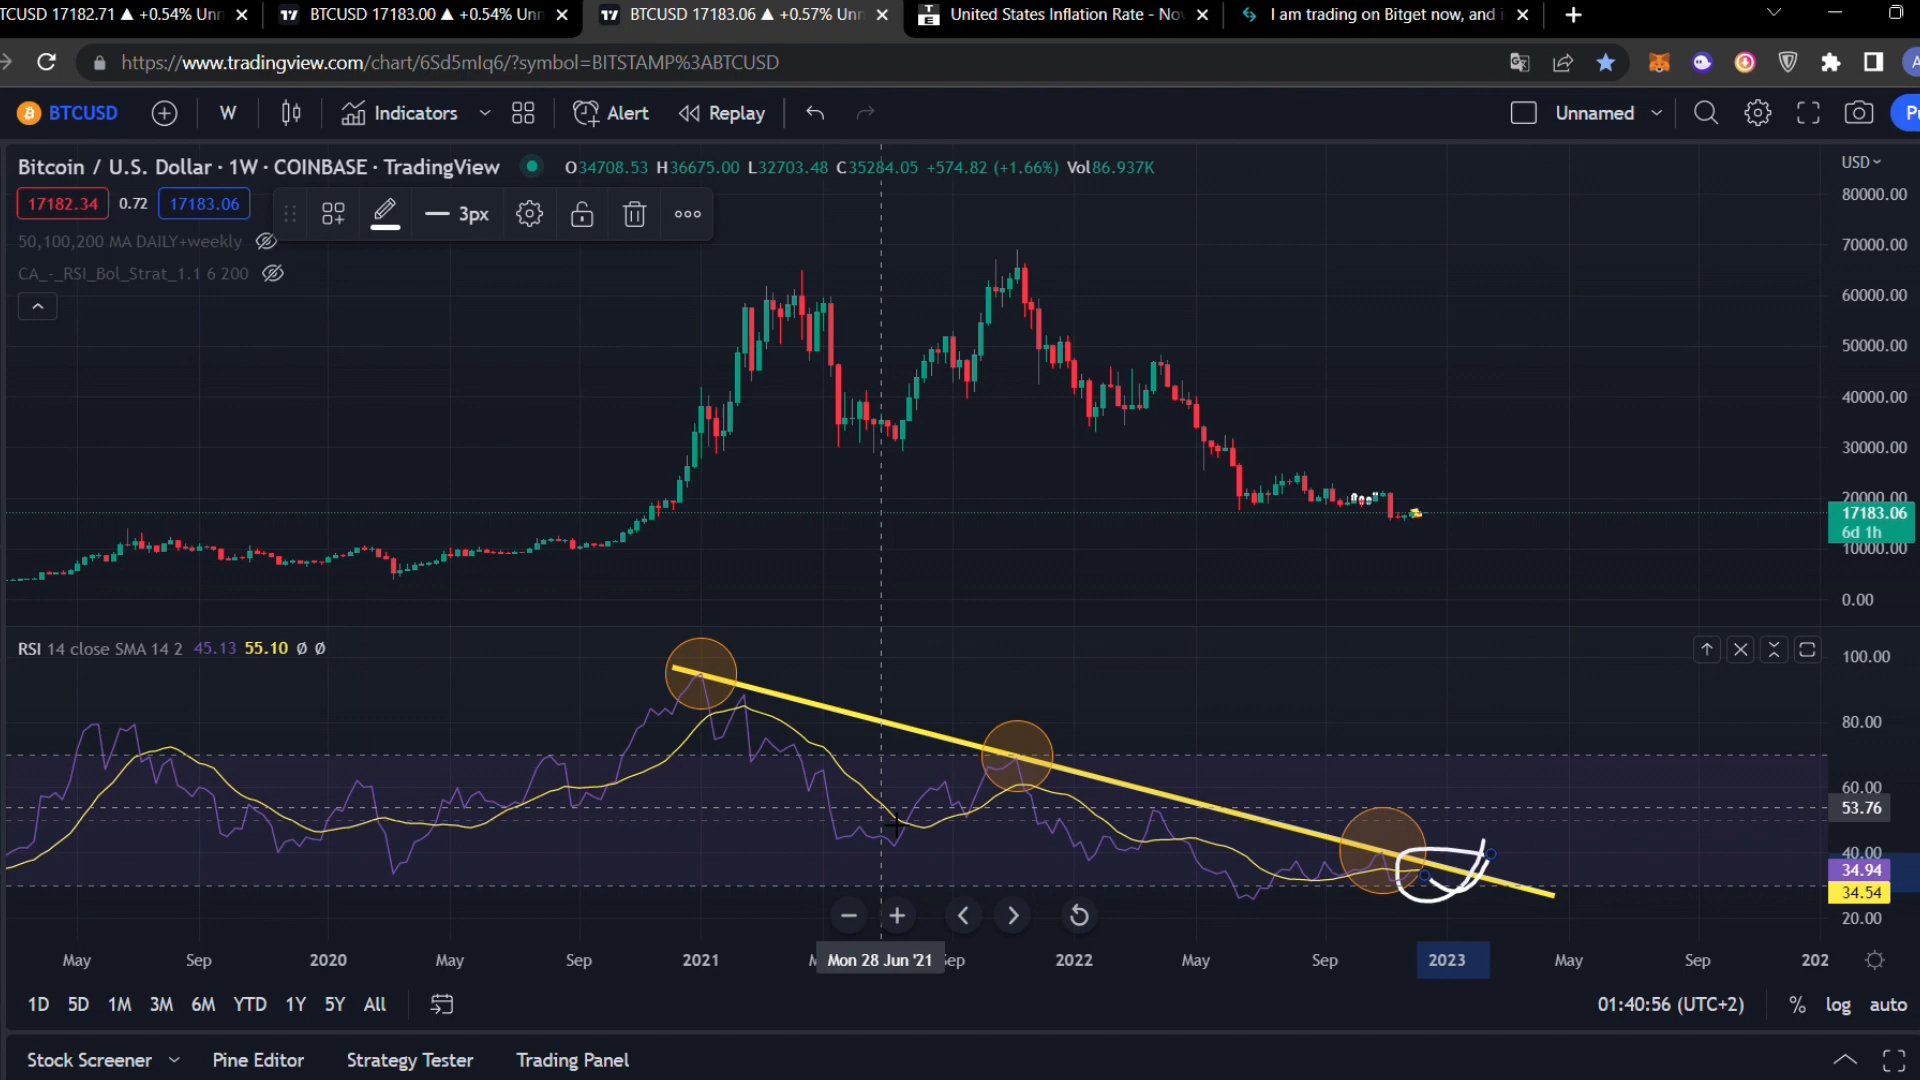 TCUSD 17182.71 ▲ +0.54% Unn
BTCUSD 17183.00 ▲ +0.54% Unn
BTCUSD 17183.06 ▲ +0.57% Unn
United States Inflation Rate - Nov
I am trading on Bitget now, and i
https://www.tradingview.com/chart/6Sd5mIq6/?symbol=BITSTAMP%3ABTCUSD
BTCUSD W Indicators Alert Replay Unnamed
Bitcoin / U.S. Dollar · 1W · COINBASE · TradingView O34708.53 H36675.00 L32703.48 C35284.05 +574.82 (+1.66%) Vol86.937K USD
17182.34 0.72 17183.06 3px
50,100,200 MA DAILY+weekly
CA_-_RSI_Bol_Strat_1.1 6 200
80000.00
70000.00
60000.00
50000.00
40000.00
30000.00
20000.00
17183.06
6d 1h
10000.00
0.00
RSI 14 close SMA 14 2 45.13 55.10 Ø Ø
100.00
80.00
60.00
53.76
40.00
34.94
34.54
20.00
May Sep 2020 May Sep 2021 Mon 28 Jun '21 Sep 2022 May Sep 2023 May Sep 202
1D 5D 1M 3M 6M YTD 1Y 5Y All 01:40:56 (UTC+2) % log auto
Stock Screener Pine Editor Strategy Tester Trading Panel